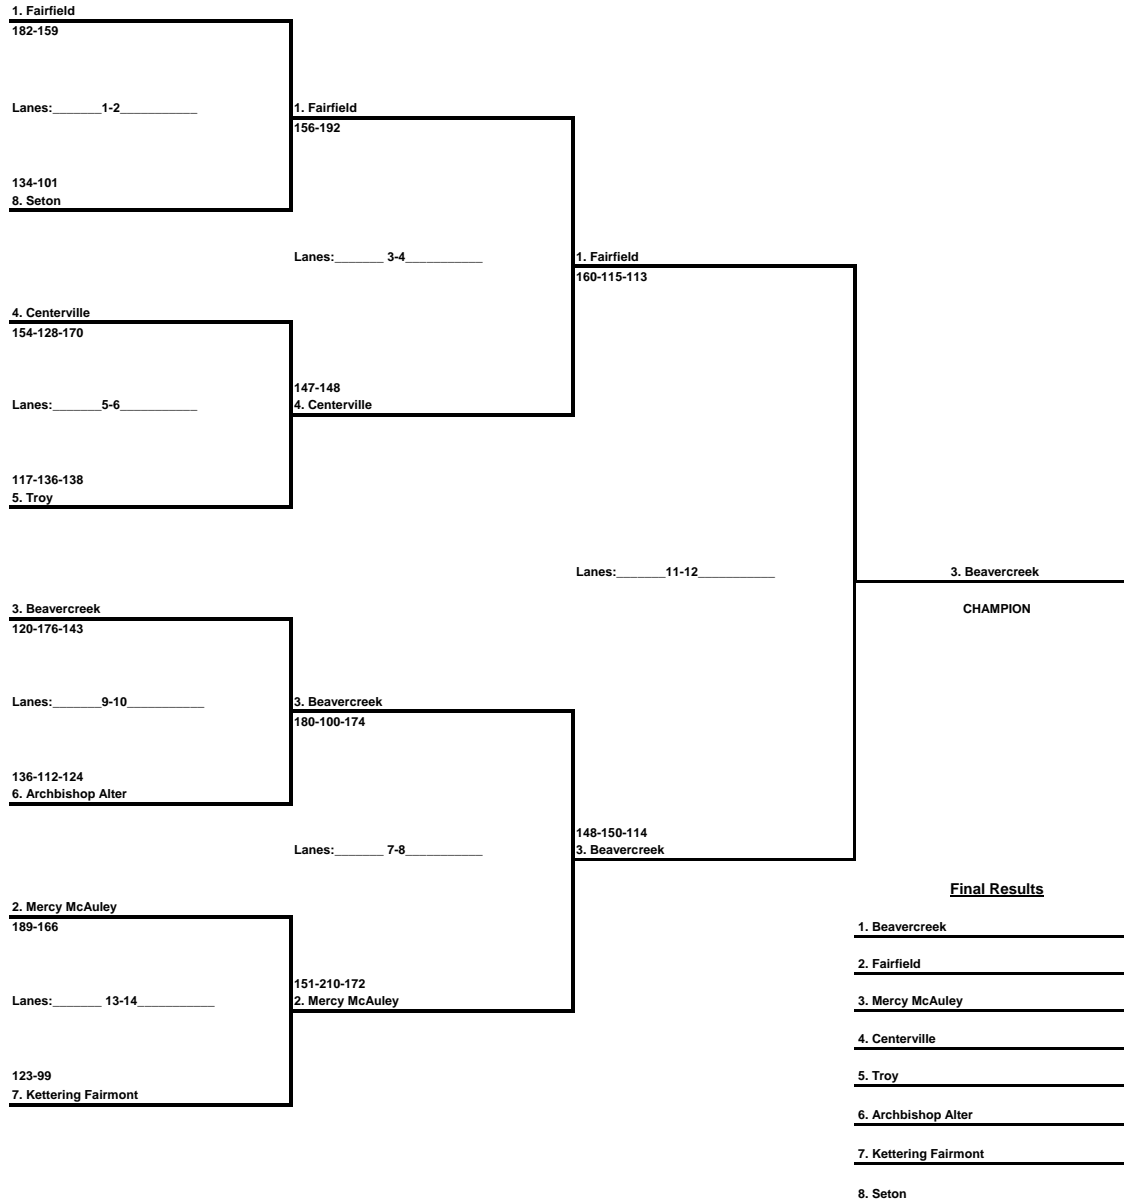 1. Fairfield
182-159
Lanes:_______1-2___________
1. Fairfield
156-192
134-101
8. Seton
Lanes:_______ 3-4___________
1. Fairfield
160-115-113
4. Centerville
154-128-170
147-148
Lanes:_______5-6___________
4. Centerville
117-136-138
5. Troy
Lanes:_______11-12___________
3. Beavercreek
CHAMPION
3. Beavercreek
120-176-143
Lanes:_______9-10___________
3. Beavercreek
180-100-174
136-112-124
6. Archbishop Alter
148-150-114
Lanes:_______ 7-8___________
3. Beavercreek
2. Mercy McAuley
189-166
151-210-172
Lanes:_______ 13-14___________
2. Mercy McAuley
123-99
7. Kettering Fairmont
Final Results
1. Beavercreek
2. Fairfield
3. Mercy McAuley
4. Centerville
5. Troy
6. Archbishop Alter
7. Kettering Fairmont
8. Seton